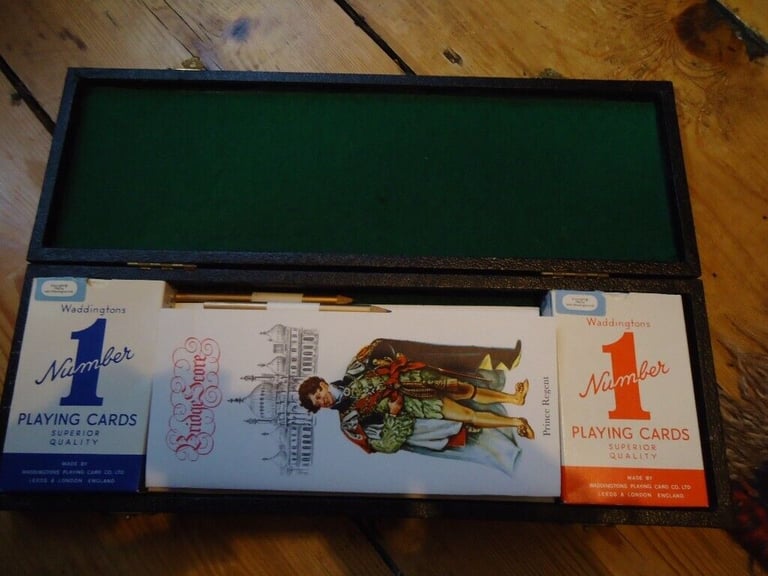 Waddingtons
Number
1
PLAYING CARDS
SUPERIOR
QUALITY
MADE BY
WADDINGTONS PLAYING CARD CO. LTD
LEEDS & LONDON ENGLAND
Bridge Score
Prince Regent
Waddingtons
Number
1
PLAYING CARDS
SUPERIOR
QUALITY
MADE BY
WADDINGTONS PLAYING CARD CO. LTD
LEEDS & LONDON ENGLAND